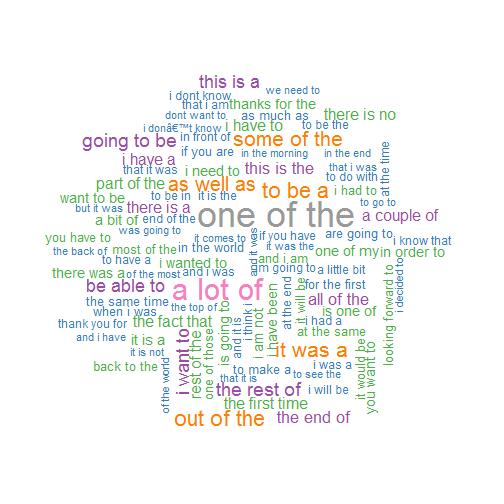 this is a
we need to
i dont know
that i am
thanks for the
dont want to
as much as
there is no
i donâ€™t know
i have to
to be the
going to be
in front of
some of the
at the time
i have a
if you are
in the morning
in the end
that it was
i need to
this is the
that i was
to do with
part of the
as well as
to be a
i had to
want to be
to be in
it is the
to go to
but it was
there is a
one of the
a couple of
a bit of
end of the
was going to
you have to
it comes to
and it was
if you have
are going to
i know that
the back of
most of the
in the world
it was the
one of my
in order to
to have a
i wanted to
and i am
there was a
of the most
and i was
am going to
a little bit
i decided to
be able to
a lot of
i have been
at the end
it will be
for the first
looking forward to
the same time
all of the
when i was
the top of
is going to
i think i
is one of
thank you for
the fact that
and it is
i am not
i had a
at the same
and i have
it is a
i want to
rest of the
one of those
it was a
it would be
you want to
it is not
back to the
of the world
to make a
i was a
that it is
to see the
the rest of
i will be
the first time
out of the
the end of